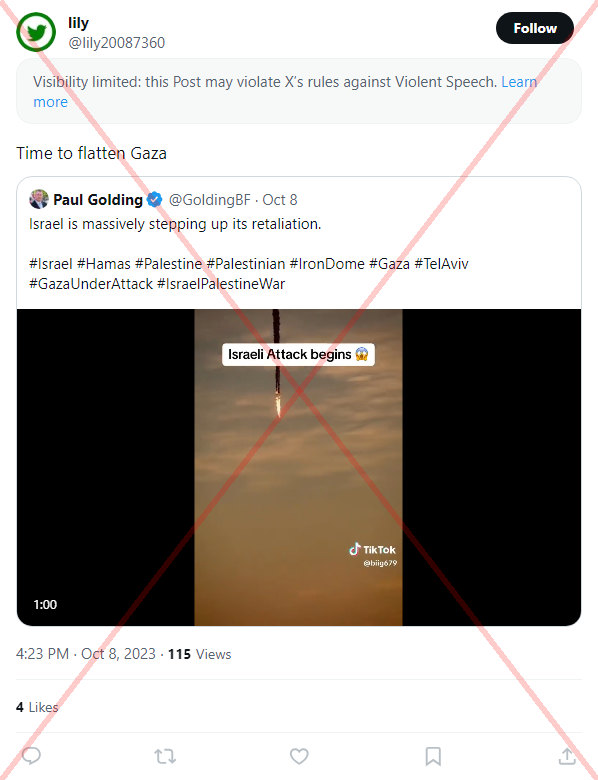 lily
@lily20087360
Follow
Visibility limited: this Post may violate X's rules against Violent Speech. Learn
more
Time to flatten Gaza
Paul Golding @GoldingBF · Oct 8
Israel is massively stepping up its retaliation.
#Israel #Hamas #Palestine #Palestinian #IronDome #Gaza #TelAviv
#GazaUnderAttack #IsraelPalestineWar
Israeli Attack begins 😱
TikTok
@biig679
1:00
4:23 PM · Oct 8, 2023 · 115 Views
4 Likes